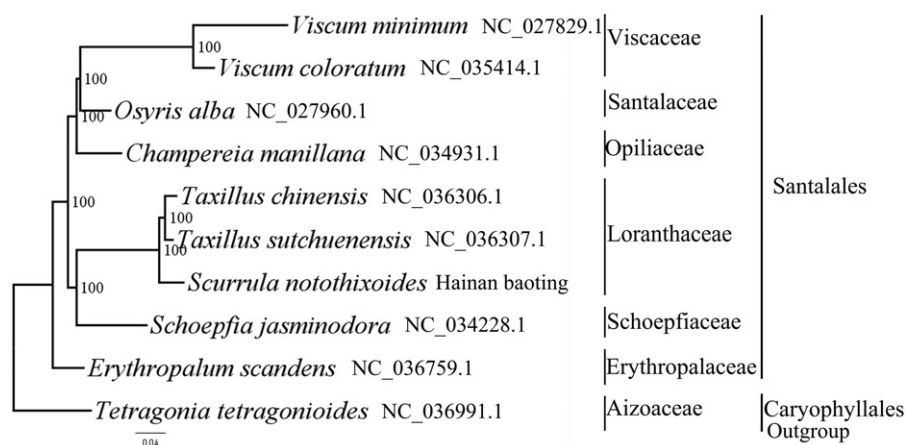 Viscum minimum NC_027829.1
Viscaceae
100
Viscum coloratum NC_035414.1
100
Osyris alba NC_027960.1
Santalaceae
100
Champereia manillana NC_034931.1
Opiliaceae
Santalales
Taxillus chinensis NC_036306.1
100
100
Taxillus sutchuenensis NC_036307.1
Loranthaceae
100
Scurrula notothixoides Hainan baoting
100
Schoepfia jasminodora NC_034228.1
Schoepfiaceae
Erythropalum scandens NC_036759.1
Erythropalaceae
Tetragonia tetragonioides NC_036991.1
Aizoaceae
Caryophyllales
Outgroup
0.04